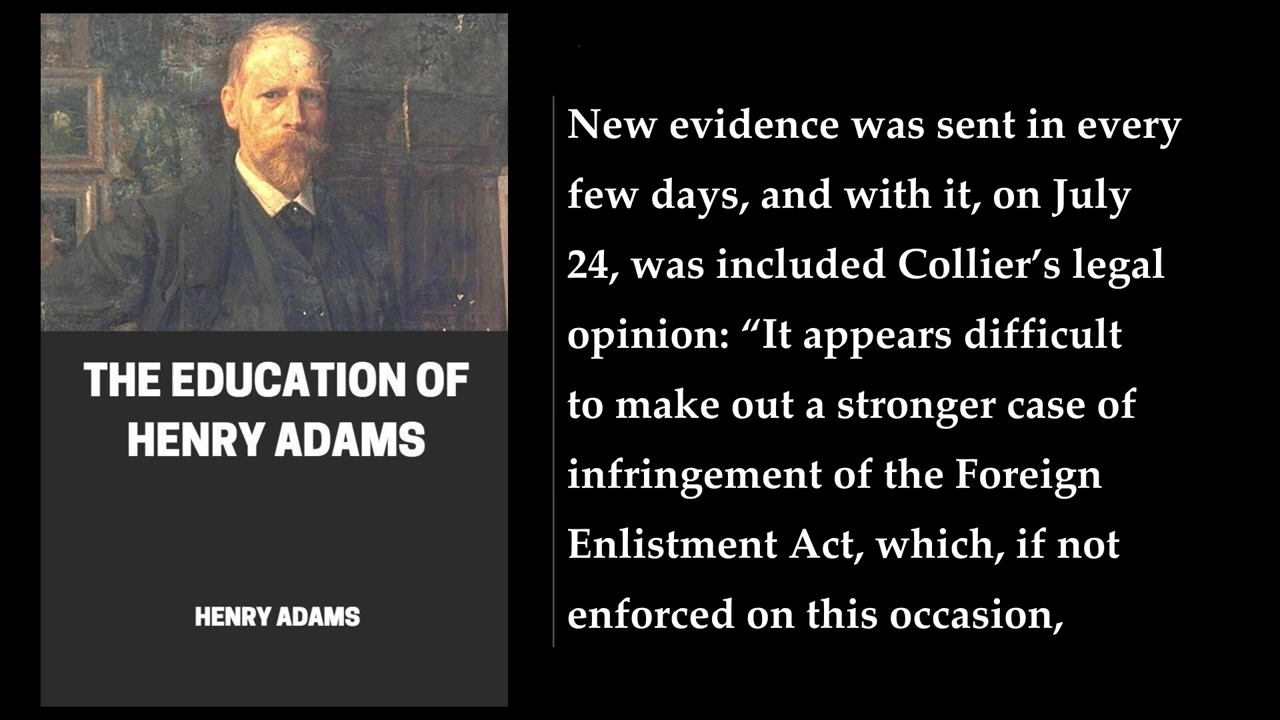 THE EDUCATION OF
HENRY ADAMS
HENRY ADAMS
New evidence was sent in every
few days, and with it, on July
24, was included Collier’s legal
opinion: “It appears difficult
to make out a stronger case of
infringement of the Foreign
Enlistment Act, which, if not
enforced on this occasion,